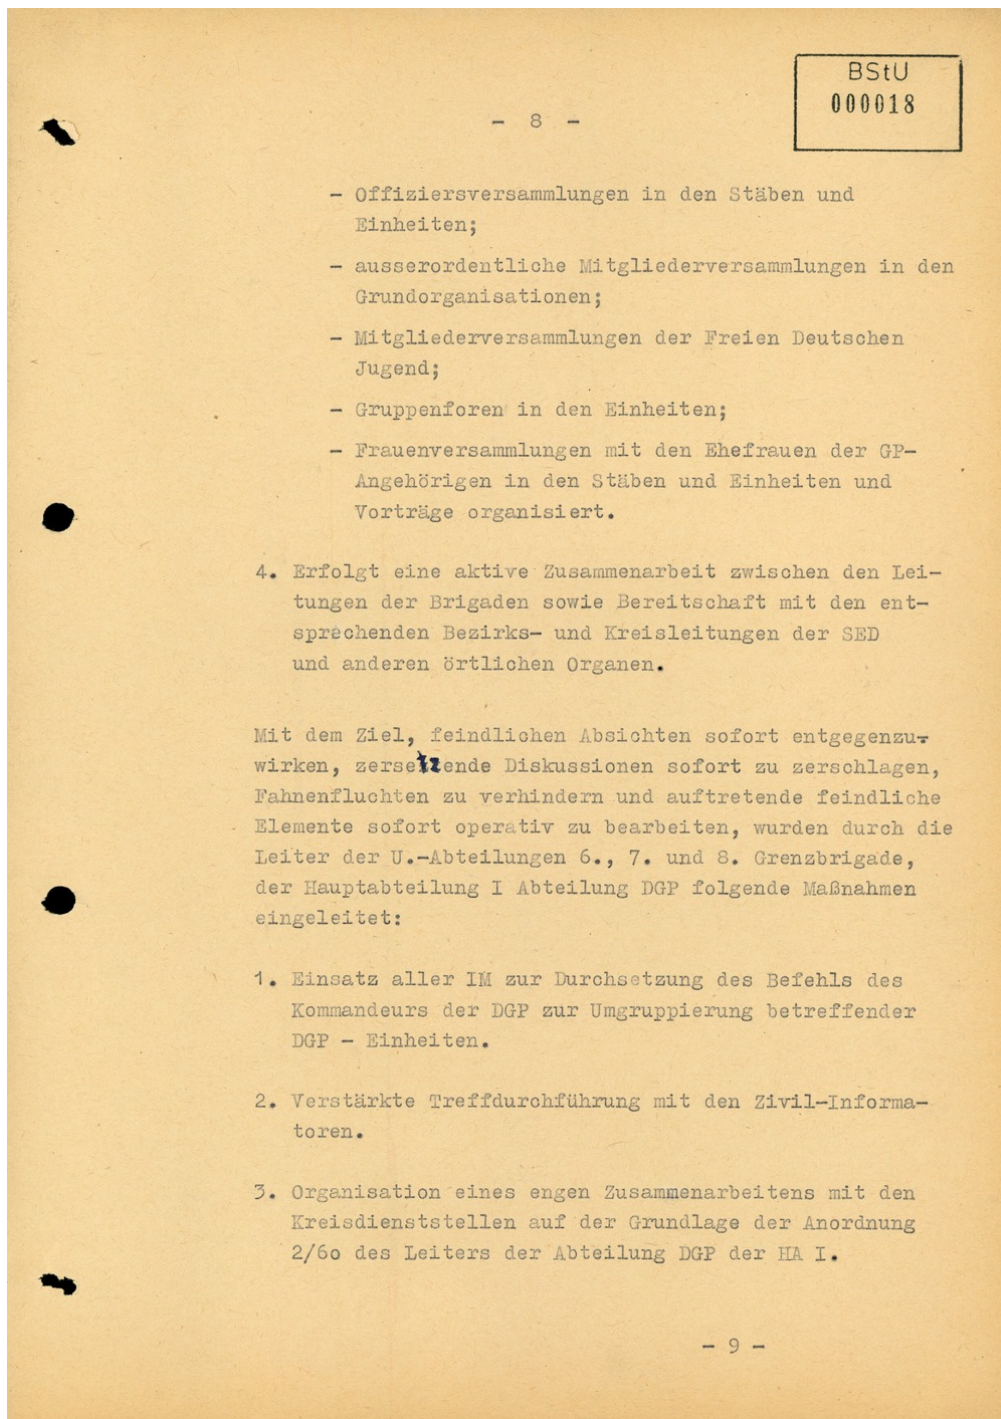 BStU
000018
- 8 -
- Offiziersversammlungen in den Stäben und
Einheiten;
- ausserordentliche Mitgliederversammlungen in den
Grundorganisationen;
- Mitgliederversammlungen der Freien Deutschen
Jugend;
- Gruppenforen in den Einheiten;
- Frauenversammlungen mit den Ehefrauen der GP-
Angehörigen in den Stäben und Einheiten und
Vorträge organisiert.
4. Erfolgt eine aktive Zusammenarbeit zwischen den Lei-
tungen der Brigaden sowie Bereitschaft mit den ent-
sprechenden Bezirks- und Kreisleitungen der SED
und anderen örtlichen Organen.
Mit dem Ziel, feindlichen Absichten sofort entgegenzu-
wirken, zersetzende Diskussionen sofort zu zerschlagen,
Fahnenfluchten zu verhindern und auftretende feindliche
Elemente sofort operativ zu bearbeiten, wurden durch die
Leiter der U.-Abteilungen 6., 7. und 8. Grenzbrigade,
der Hauptabteilung I Abteilung DGP folgende Maßnahmen
eingeleitet:
1. Einsatz aller IM zur Durchsetzung des Befehls des
Kommandeurs der DGP zur Umgruppierung betreffender
DGP - Einheiten.
2. Verstärkte Treffdurchführung mit den Zivil-Informa-
toren.
3. Organisation eines engen Zusammenarbeitens mit den
Kreisdienststellen auf der Grundlage der Anordnung
2/6o des Leiters der Abteilung DGP der HA I.
- 9 -